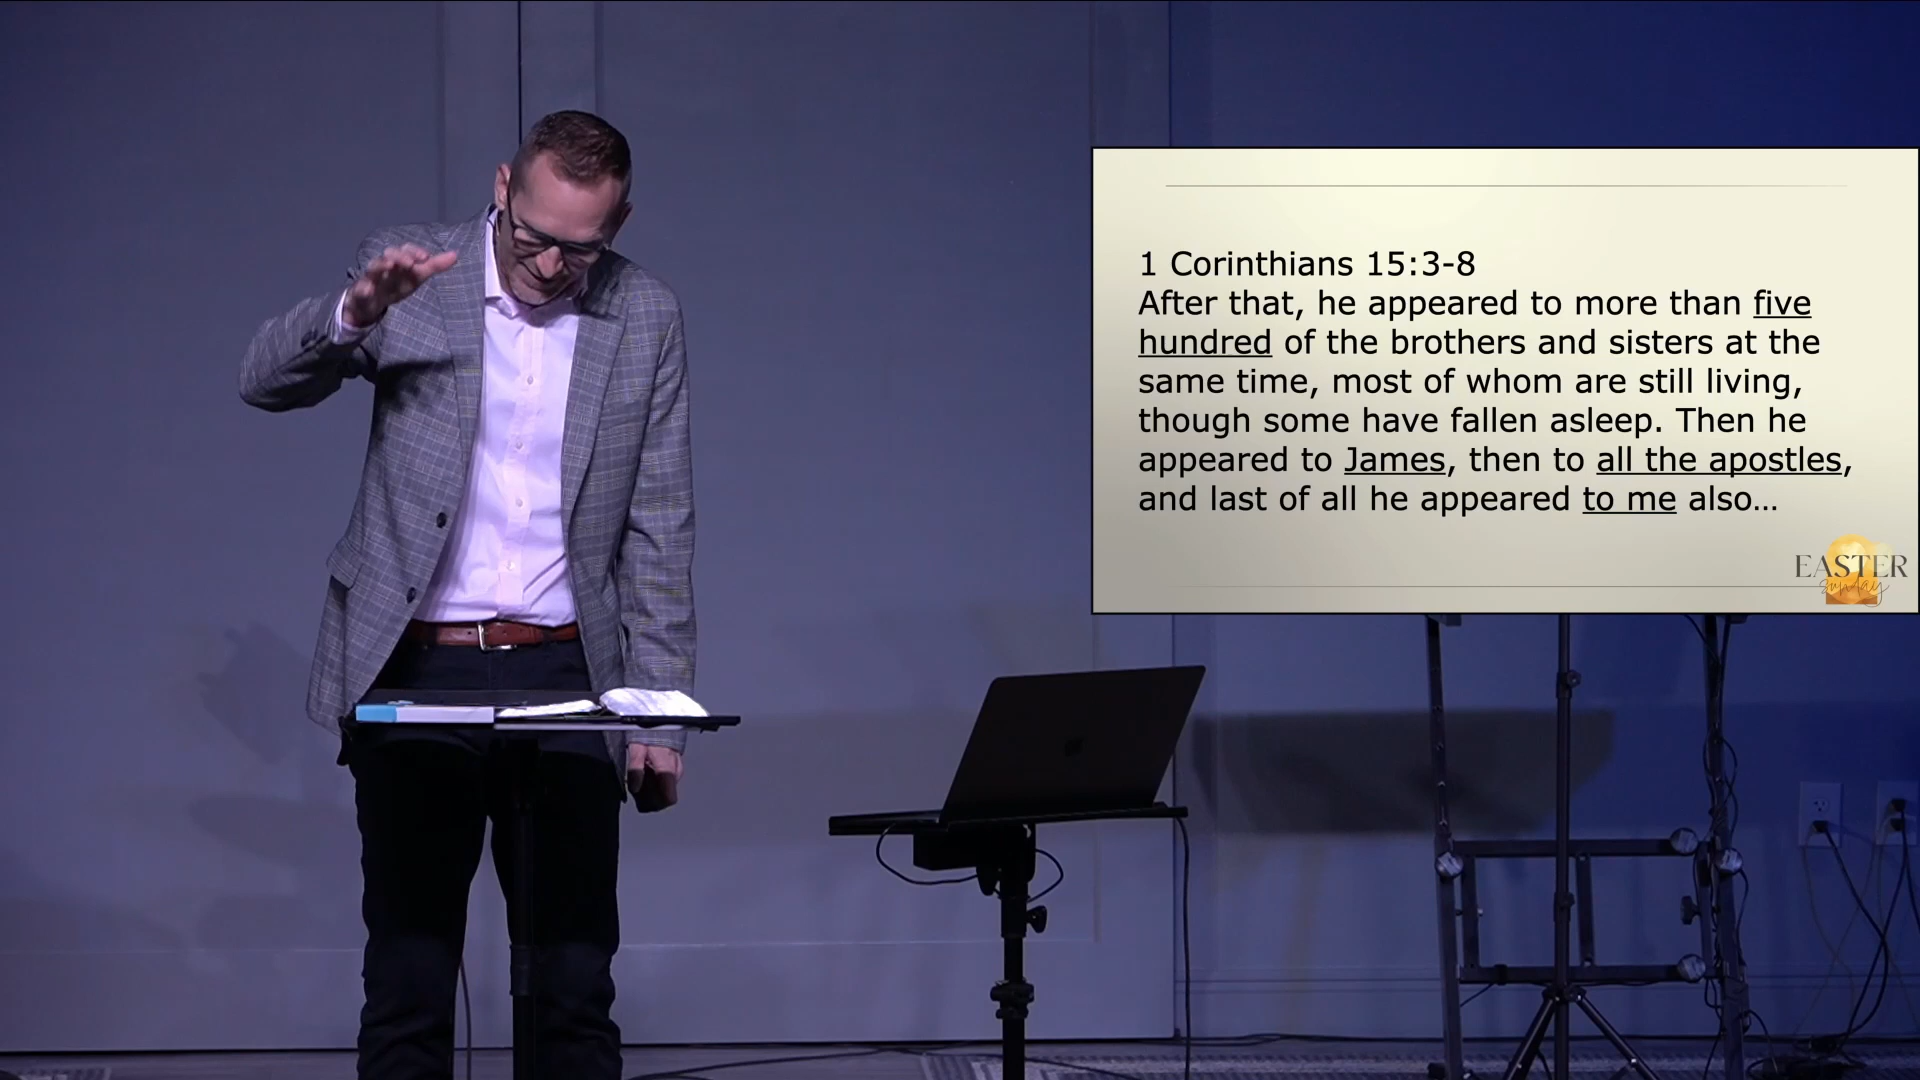 1 Corinthians 15:3-8
After that, he appeared to more than five
hundred of the brothers and sisters at the
same time, most of whom are still living,
though some have fallen asleep. Then he
appeared to James, then to all the apostles,
and last of all he appeared to me also…
EASTER
sunday